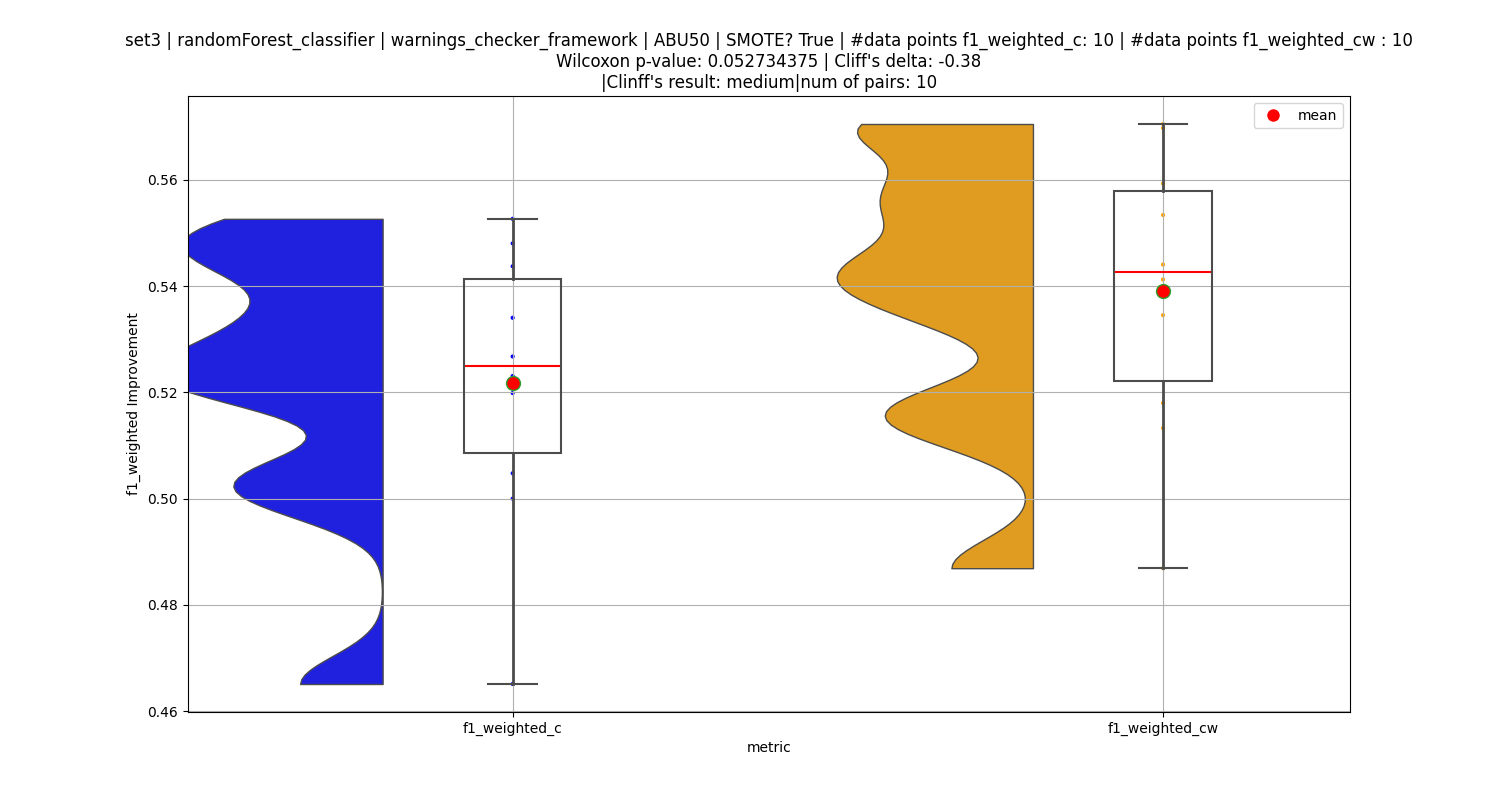 set3 | randomForest_classifier | warnings_checker_framework | ABU50 | SMOTE? True | #data points f1_weighted_c: 10 | #data points f1_weighted_cw : 10
Wilcoxon p-value: 0.052734375 | Cliff's delta: -0.38
|Clinff's result: medium|num of pairs: 10
mean
f1_weighted Improvement
0.56
0.54
0.52
0.50
0.48
0.46
f1_weighted_c
f1_weighted_cw
metric